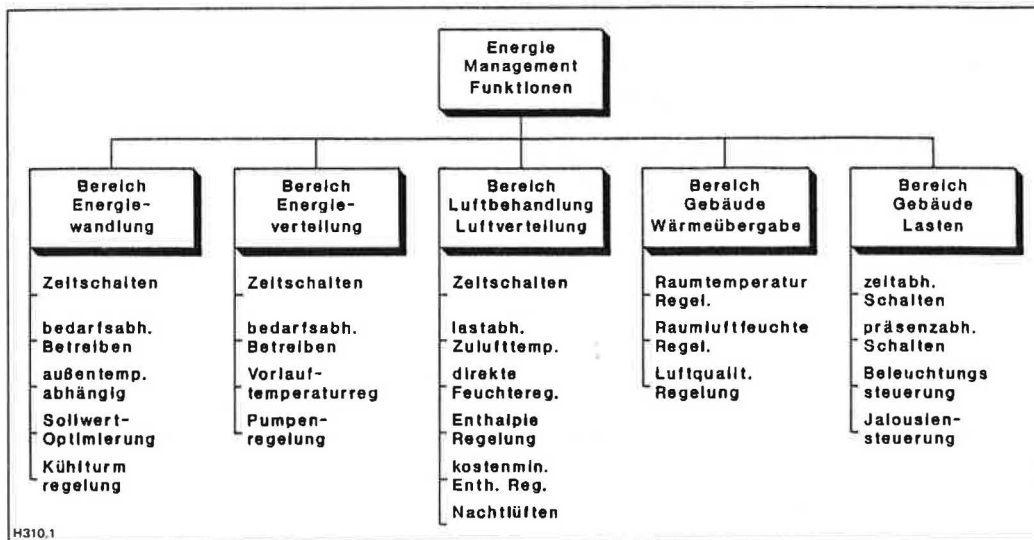 Energie
Management
Funktionen
Bereich
Energie-
wandlung
Zeitschalten
bedarfsabh.
Betreiben
außentemp.
abhängig
Sollwert-
Optimierung
Kühlturm
regelung
Bereich
Energie-
verteilung
Zeitschalten
bedarfsabh.
Betreiben
Vorlauf-
temperaturreg
Pumpen-
regelung
Bereich
Luftbehandlung
Luftverteilung
Zeitschalten
lastabh.
Zulufttemp.
direkte
Feuchtereg.
Enthalpie
Regelung
kostenmin.
Enth. Reg.
Nachtlüften
Bereich
Gebäude
Wärmeübergabe
Raumtemperatur
Regel.
Raumluftfeuchte
Regel.
Luftqualit.
Regelung
Bereich
Gebäude
Lasten
zeitabh.
Schalten
präsenzabh.
Schalten
Beleuchtungs
steuerung
Jalousien-
steuerung
H310,1